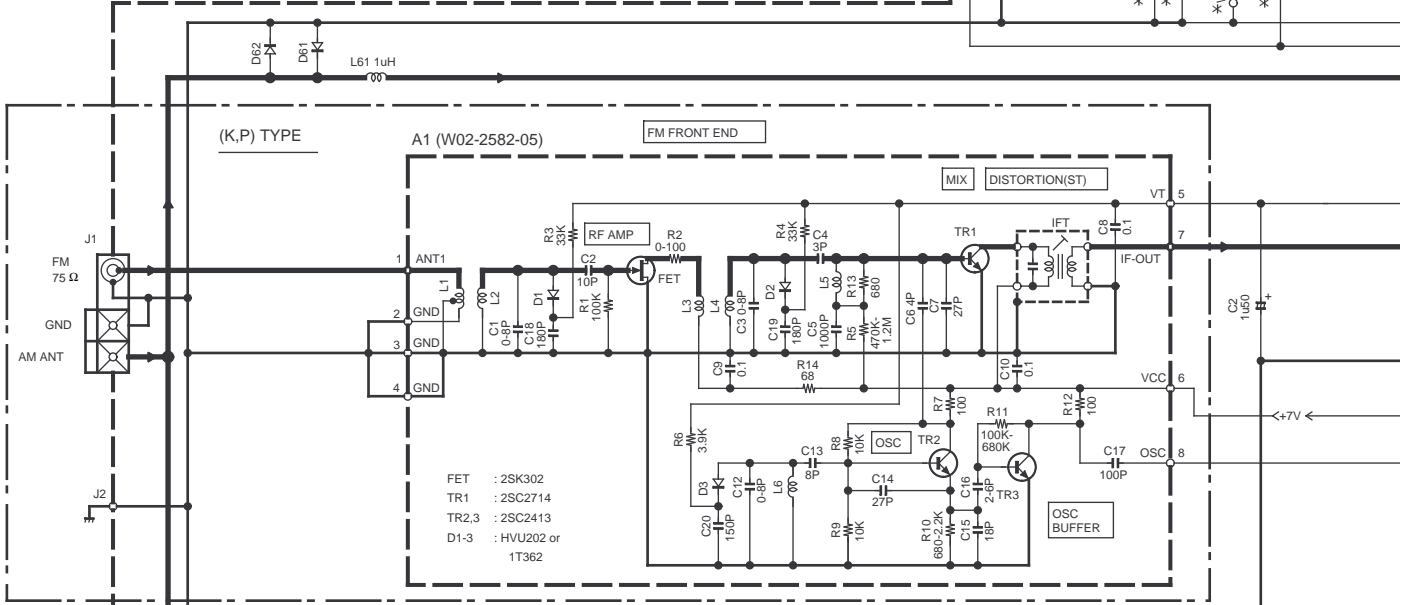 D62
D61
L61 1uH
(K,P) TYPE
A1 (W02-2582-05)
FM FRONT END
MIX
DISTORTION(ST)
VT 5
J1
FM
75 Ω
GND
AM ANT
J2
1 ANT1
2 GND
3 GND
4 GND
L1
L2
C1
0-8P
C18
180P
D1
R3
33K
RF AMP
C2
10P
R1
100K
R2
0-100
FET
L3
L4
C3 0-8P
D2
C19
180P
R4
33K
C4
3P
L5
C5
1000P
R13
680
R5
470K-
1.2M
C6 4P
C7
27P
TR1
IFT
C8
0.1
7
IF-OUT
C2
1u50
+
C9
0.1
R14
68
C10
0.1
VCC 6
+7V
R6
3.9K
D3
C20
150P
C12
0-8P
L6
C13
8P
R8
10K
OSC
TR2
R7
100
C14
27P
R9
10K
R10
680-2.2K
C15
18P
C16
2-6P
R11
100K-
680K
TR3
R12
100
C17
100P
OSC 8
OSC
BUFFER
FET : 2SK302
TR1 : 2SC2714
TR2,3 : 2SC2413
D1-3 : HVU202 or
1T362